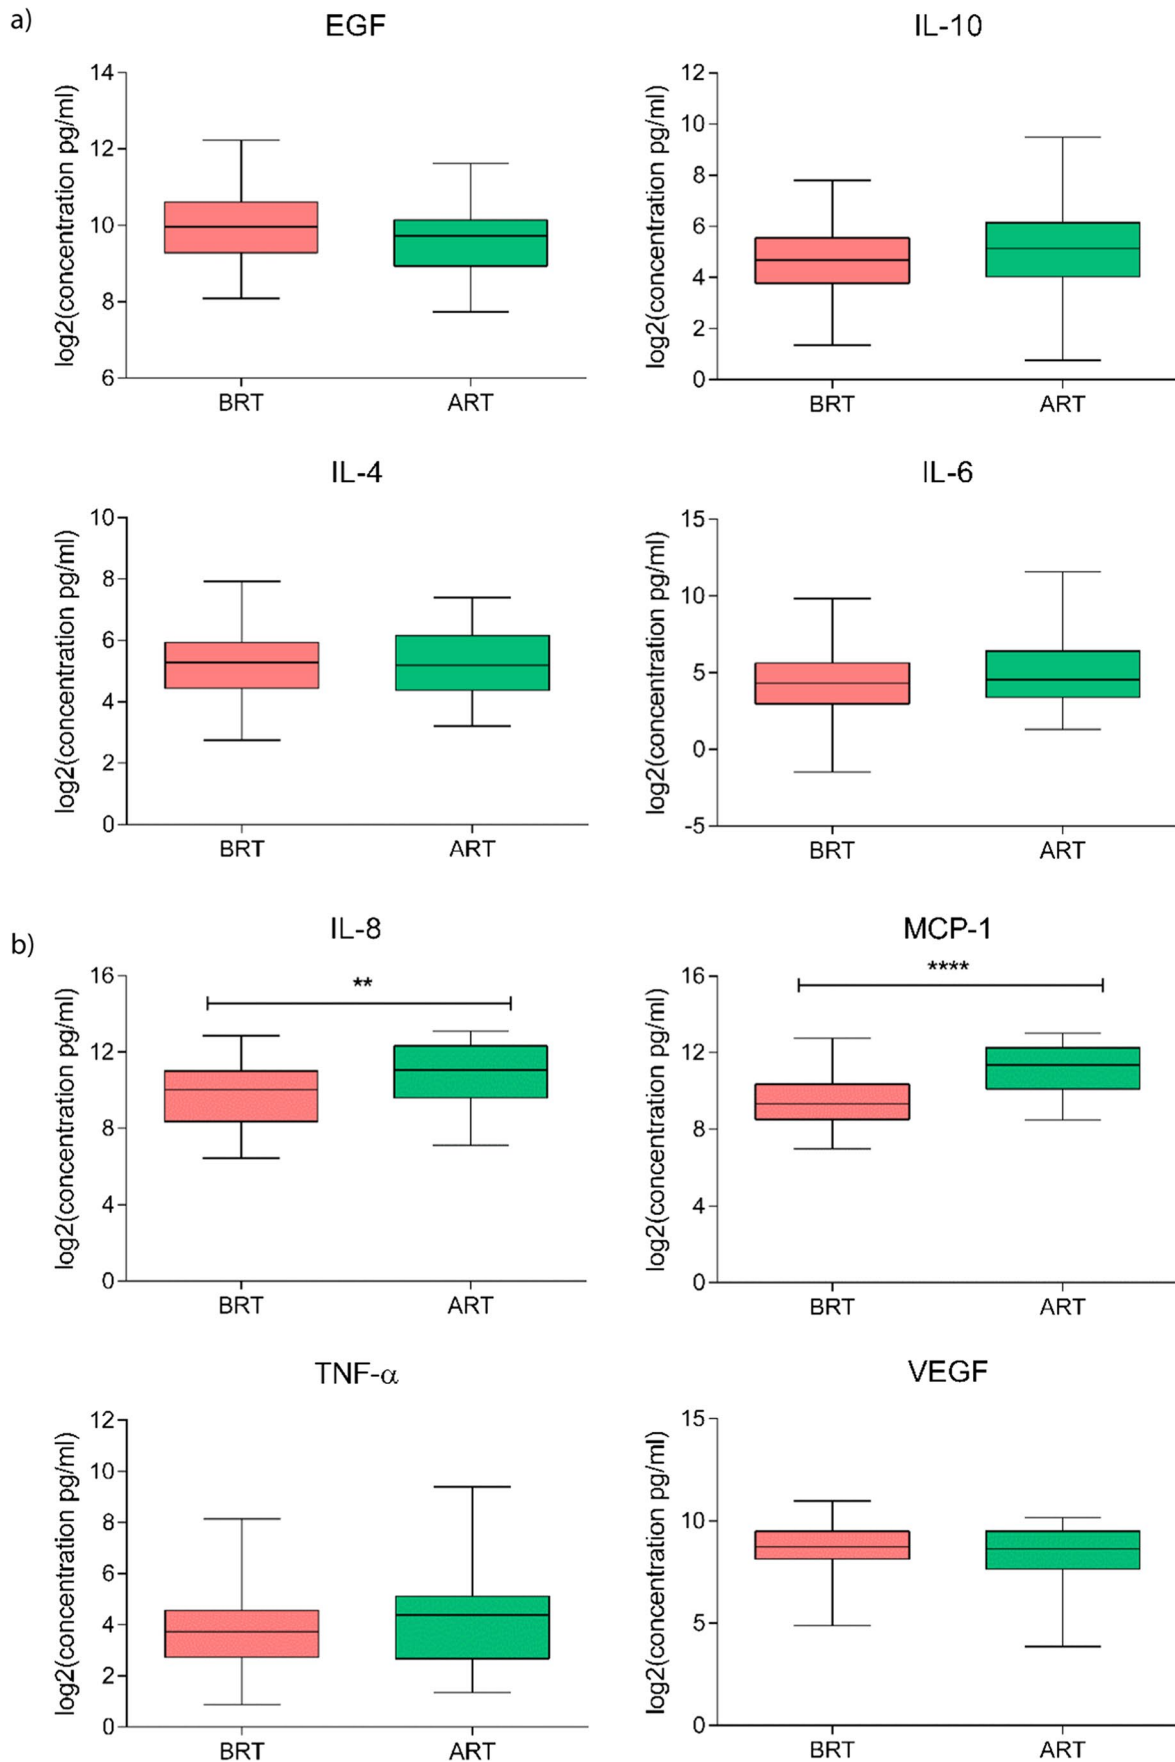 a)
EGF
log2(concentration pg/ml)
14
12
10
8
6
BRT
ART
IL-10
log2(concentration pg/ml)
12
10
8
6
4
2
0
BRT
ART
IL-4
log2(concentration pg/ml)
10
8
6
4
2
0
BRT
ART
IL-6
log2(concentration pg/ml)
15
10
5
0
-5
BRT
ART
b)
IL-8
log2(concentration pg/ml)
16
12
8
4
0
**
BRT
ART
MCP-1
log2(concentration pg/ml)
16
12
8
4
0
****
BRT
ART
TNF-α
log2(concentration pg/ml)
12
10
8
6
4
2
0
BRT
ART
VEGF
log2(concentration pg/ml)
15
10
5
0
BRT
ART